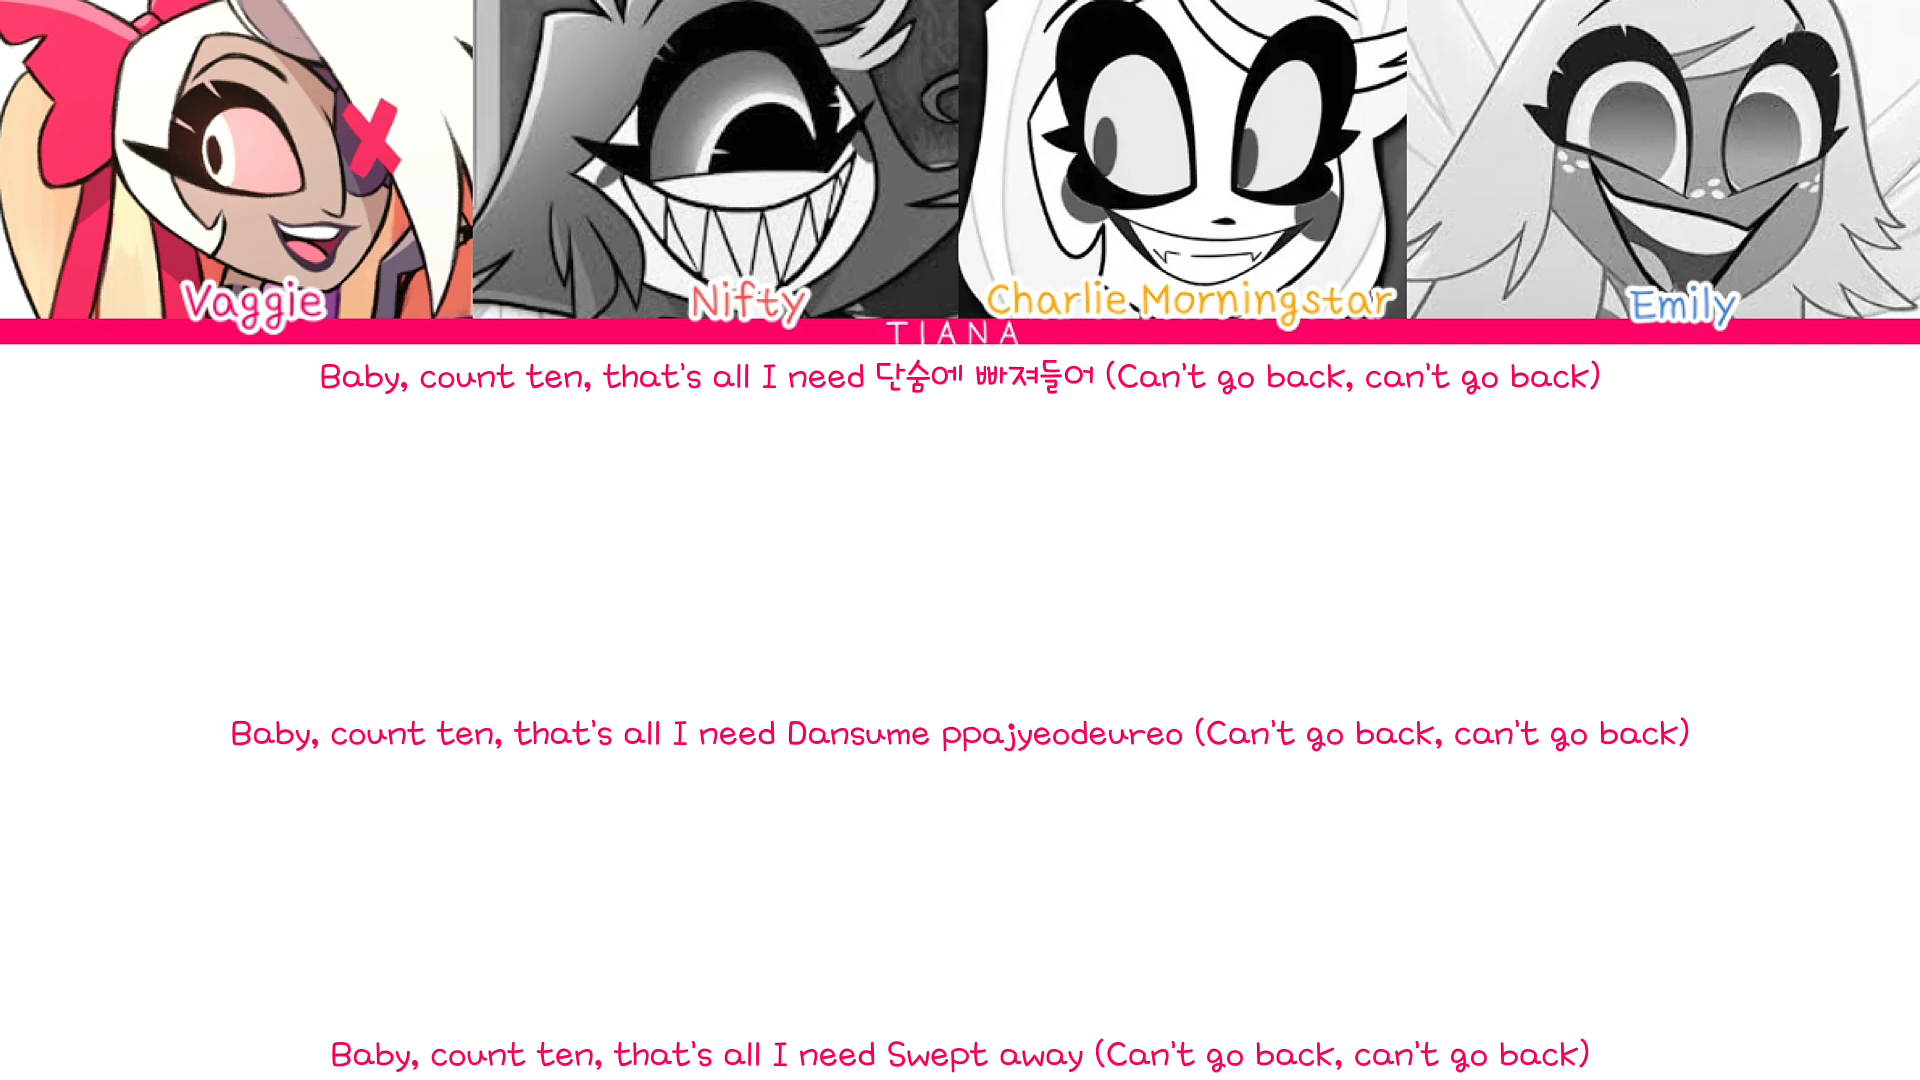 Vaggie
Nifty
Charlie Morningstar
Emily
TIANA
Baby, count ten, that's all I need 단숨에 빠져들어 (Can't go back, can't go back)
Baby, count ten, that's all I need Dansume ppajyeodeureo (Can't go back, can't go back)
Baby, count ten, that's all I need Swept away (Can't go back, can't go back)